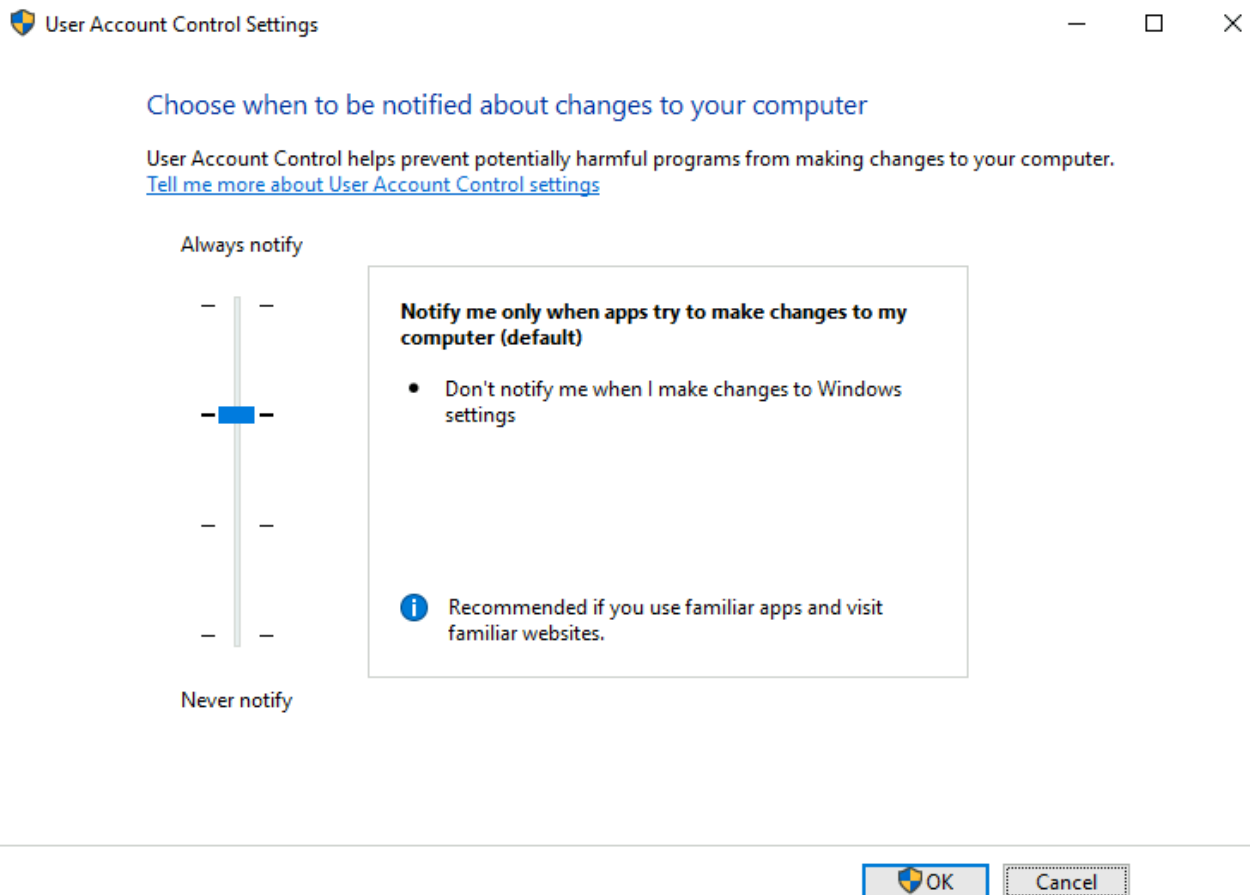 User Account Control Settings
Choose when to be notified about changes to your computer
User Account Control helps prevent potentially harmful programs from making changes to your computer.
Tell me more about User Account Control settings
Always notify
Notify me only when apps try to make changes to my
computer (default)
• Don't notify me when I make changes to Windows
settings
Recommended if you use familiar apps and visit
familiar websites.
Never notify
OK Cancel